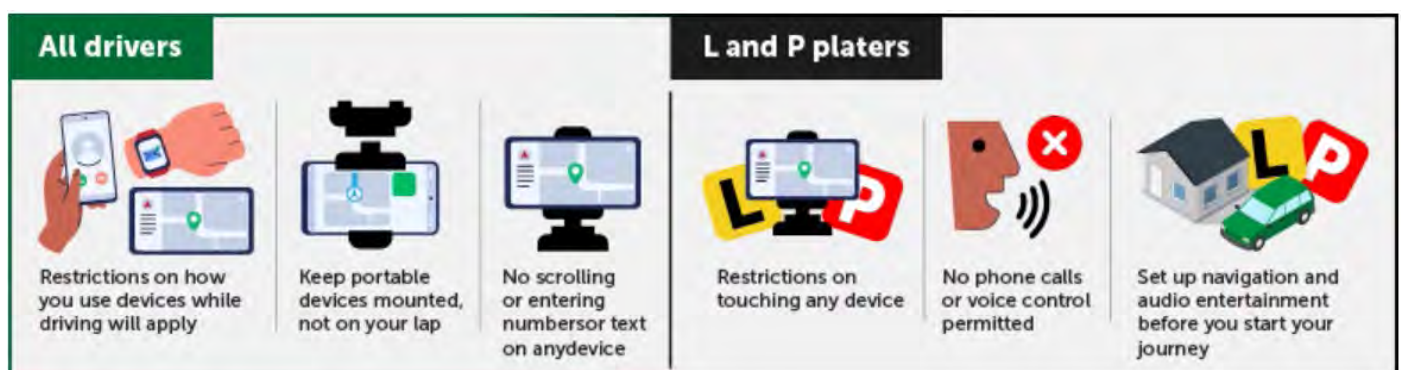 All drivers
Restrictions on how
you use devices while
driving will apply
Keep portable
devices mounted,
not on your lap
No scrolling
or entering
numbersor text
on anydevice
L and P platers
L
P
Restrictions on
touching any device
No phone calls
or voice control
permitted
L
P
Set up navigation and
audio entertainment
before you start your
journey